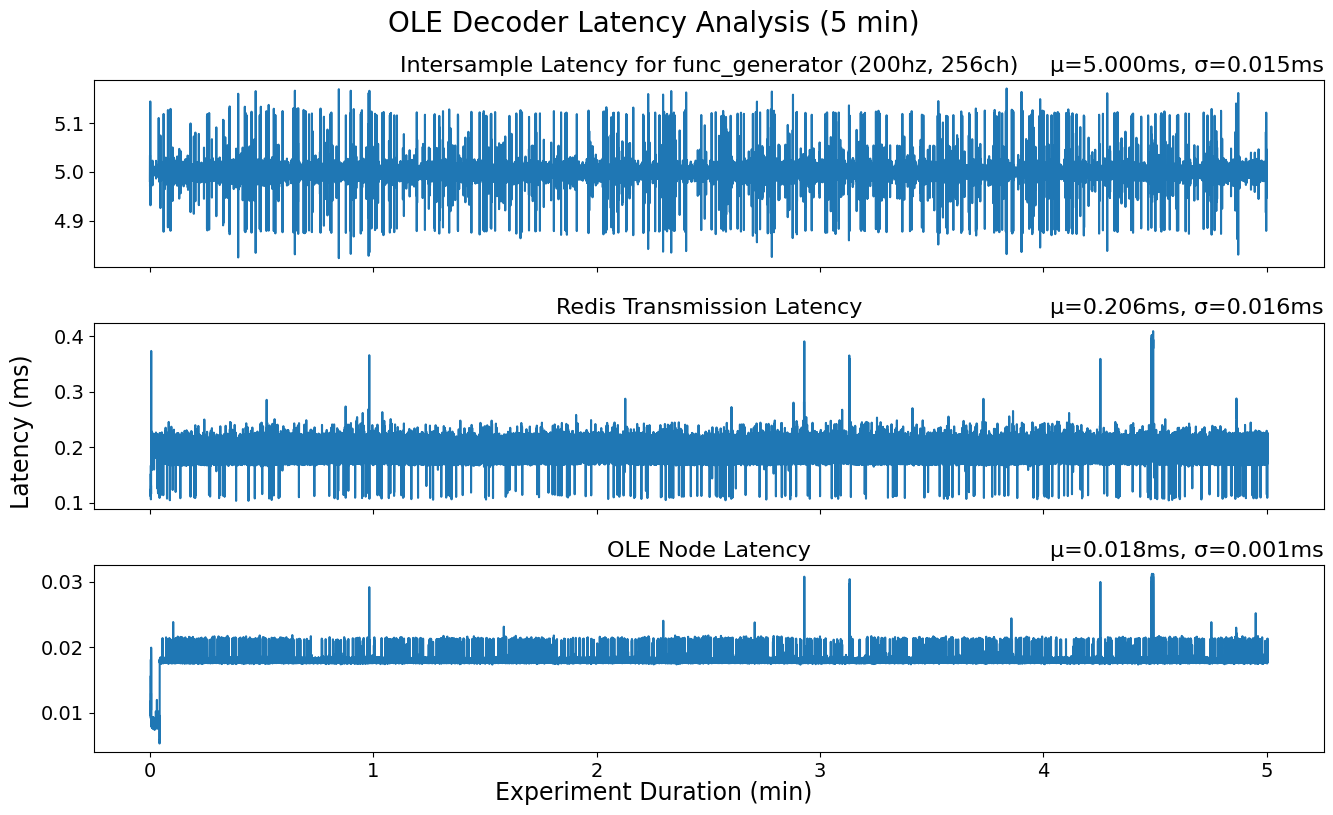 OLE Decoder Latency Analysis (5 min)
Intersample Latency for func_generator (200hz, 256ch) μ=5.000ms, σ=0.015ms
5.1
5.0
4.9
Redis Transmission Latency μ=0.206ms, σ=0.016ms
0.4
0.3
0.2
0.1
Latency (ms)
OLE Node Latency μ=0.018ms, σ=0.001ms
0.03
0.02
0.01
0 1 2 3 4 5
Experiment Duration (min)